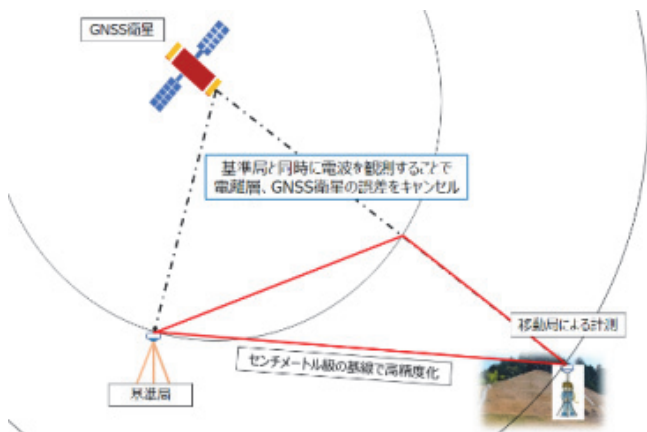 GNSS衛星
基準局と同時に電波を観測することで
電離層、GNSS衛星の誤差をキャンセル
移動局による計測
センチメートル級の基線で高精度化
基準局